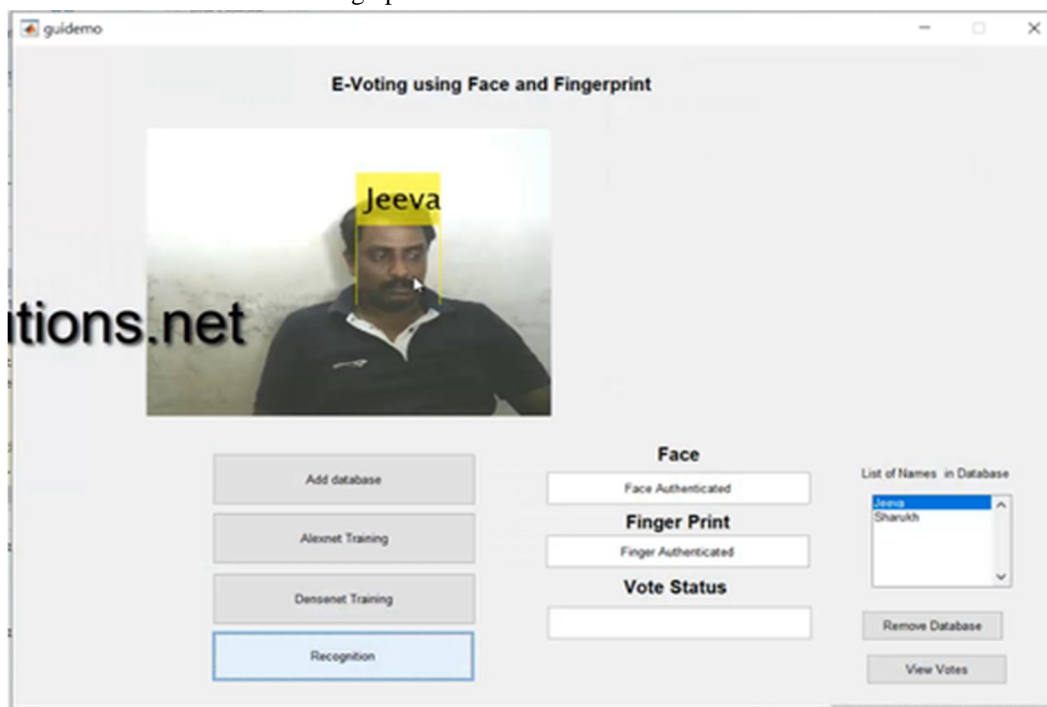 guidemo
E-Voting using Face and Fingerprint
Jeeva
tions.net
Add database
Alexnet Training
Densenet Training
Recognition
Face
Face Authenticated
Finger Print
Finger Authenticated
Vote Status
List of Names in Database
Jeeva
Sharukh
Remove Database
View Votes